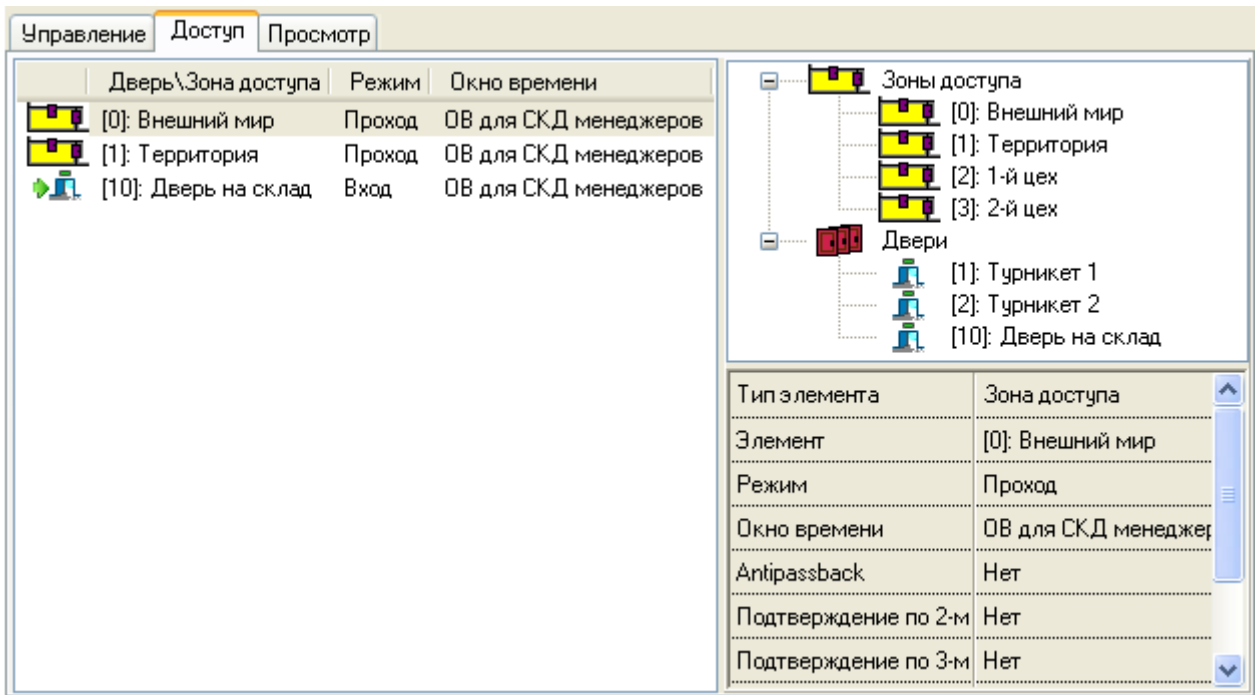 Управление Доступ Просмотр
Дверь\Зона доступа Режим Окно времени
[0]: Внешний мир Проход ОВ для СКД менеджеров
[1]: Территория Проход ОВ для СКД менеджеров
[10]: Дверь на склад Вход ОВ для СКД менеджеров
Зоны доступа
[0]: Внешний мир
[1]: Территория
[2]: 1-й цех
[3]: 2-й цех
Двери
[1]: Турникет 1
[2]: Турникет 2
[10]: Дверь на склад
Тип элемента Зона доступа
Элемент [0]: Внешний мир
Режим Проход
Окно времени ОВ для СКД менеджер
Antipassback Нет
Подтверждение по 2-м Нет
Подтверждение по 3-м Нет